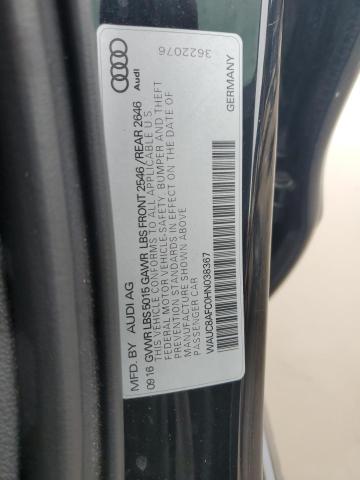 MFD. BY AUDI AG
09 16 GVWR LBS 5015 GAWR LBS FRONT 2546 /REAR 2646
THIS VEHICLE CONFORMS TO ALL APPLICABLE U S
FEDERAL MOTOR VEHICLE-SAFETY, BUMPER AND THEFT
PREVENTION STANDARDS IN EFFECT ON THE DATE OF
MANUFACTURE SHOWN ABOVE
PASSENGER CAR
WAUC8AFC0HN038367
Audi
3622076
GERMANY